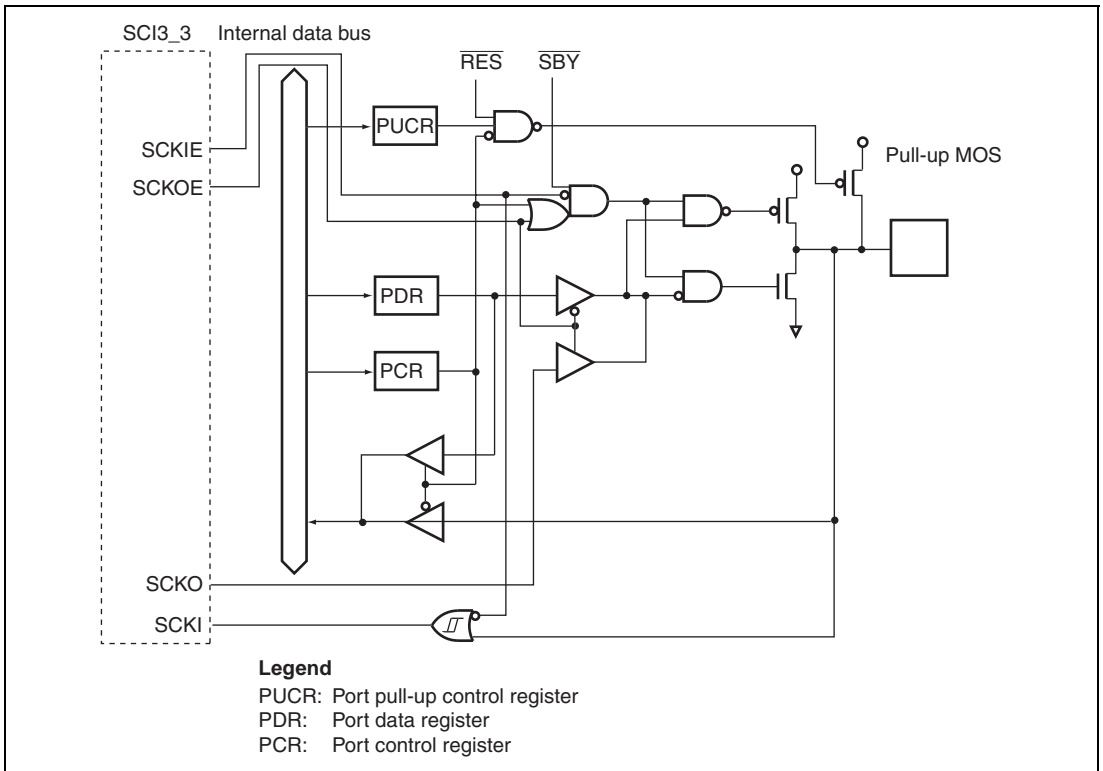 SCI3_3 Internal data bus
RES SBY
PUCR
Pull-up MOS
SCKIE
SCKOE
PDR
PCR
SCKO
SCKI
Legend
PUCR: Port pull-up control register
PDR: Port data register
PCR: Port control register